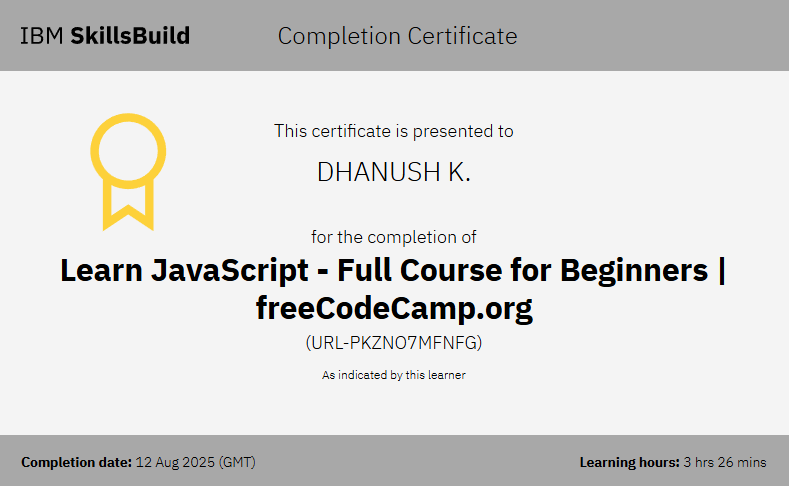 IBM SkillsBuild
Completion Certificate
This certificate is presented to
DHANUSH K.
for the completion of
Learn JavaScript - Full Course for Beginners |
freeCodeCamp.org
(URL-PKZNO7MFNFG)
As indicated by this learner
Completion date: 12 Aug 2025 (GMT)
Learning hours: 3 hrs 26 mins